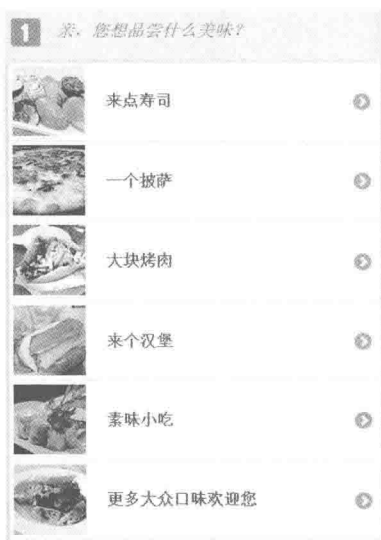 1 亲，您想品尝什么美味？
来点寿司
一个披萨
大块烤肉
来个汉堡
素味小吃
更多大众口味欢迎您